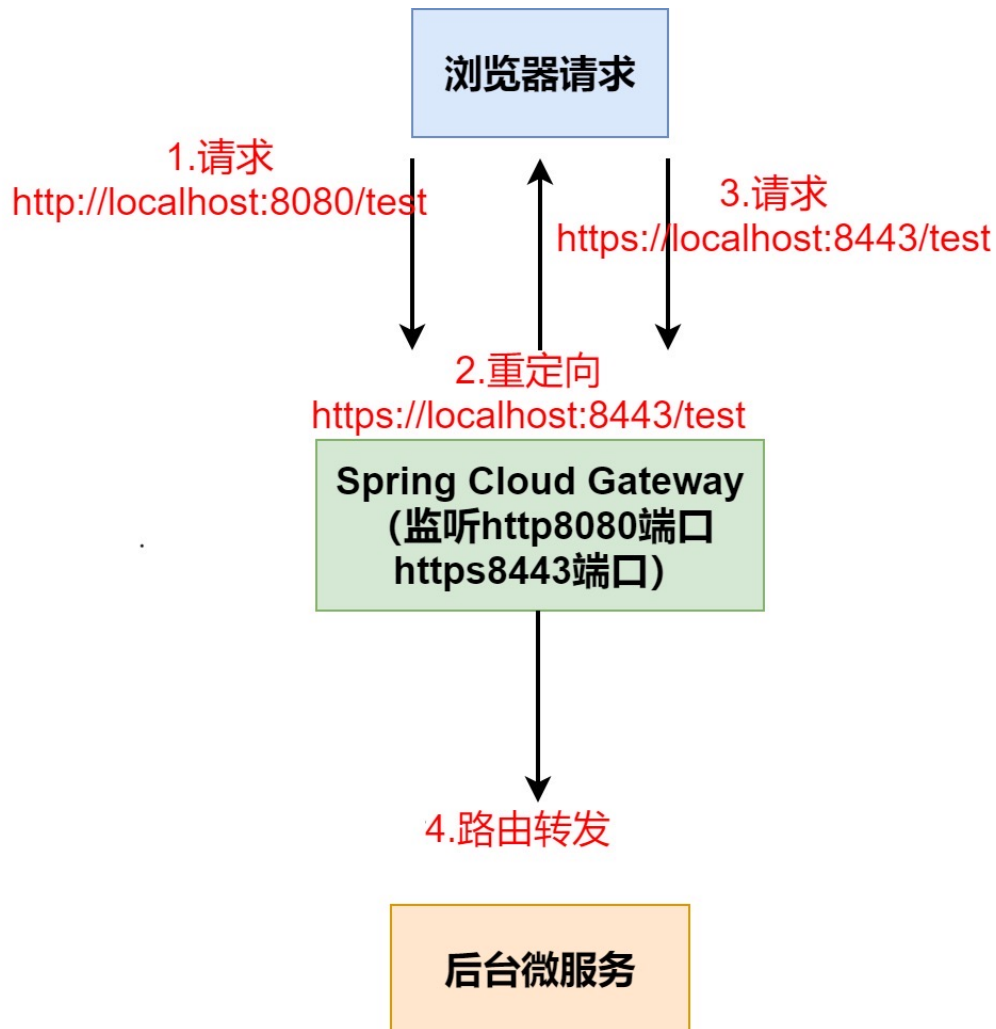 浏览器请求
1.请求
http://localhost:8080/test
3.请求
https://localhost:8443/test
2.重定向
https://localhost:8443/test
Spring Cloud Gateway
（监听http8080端口
https8443端口）
4.路由转发
后台微服务